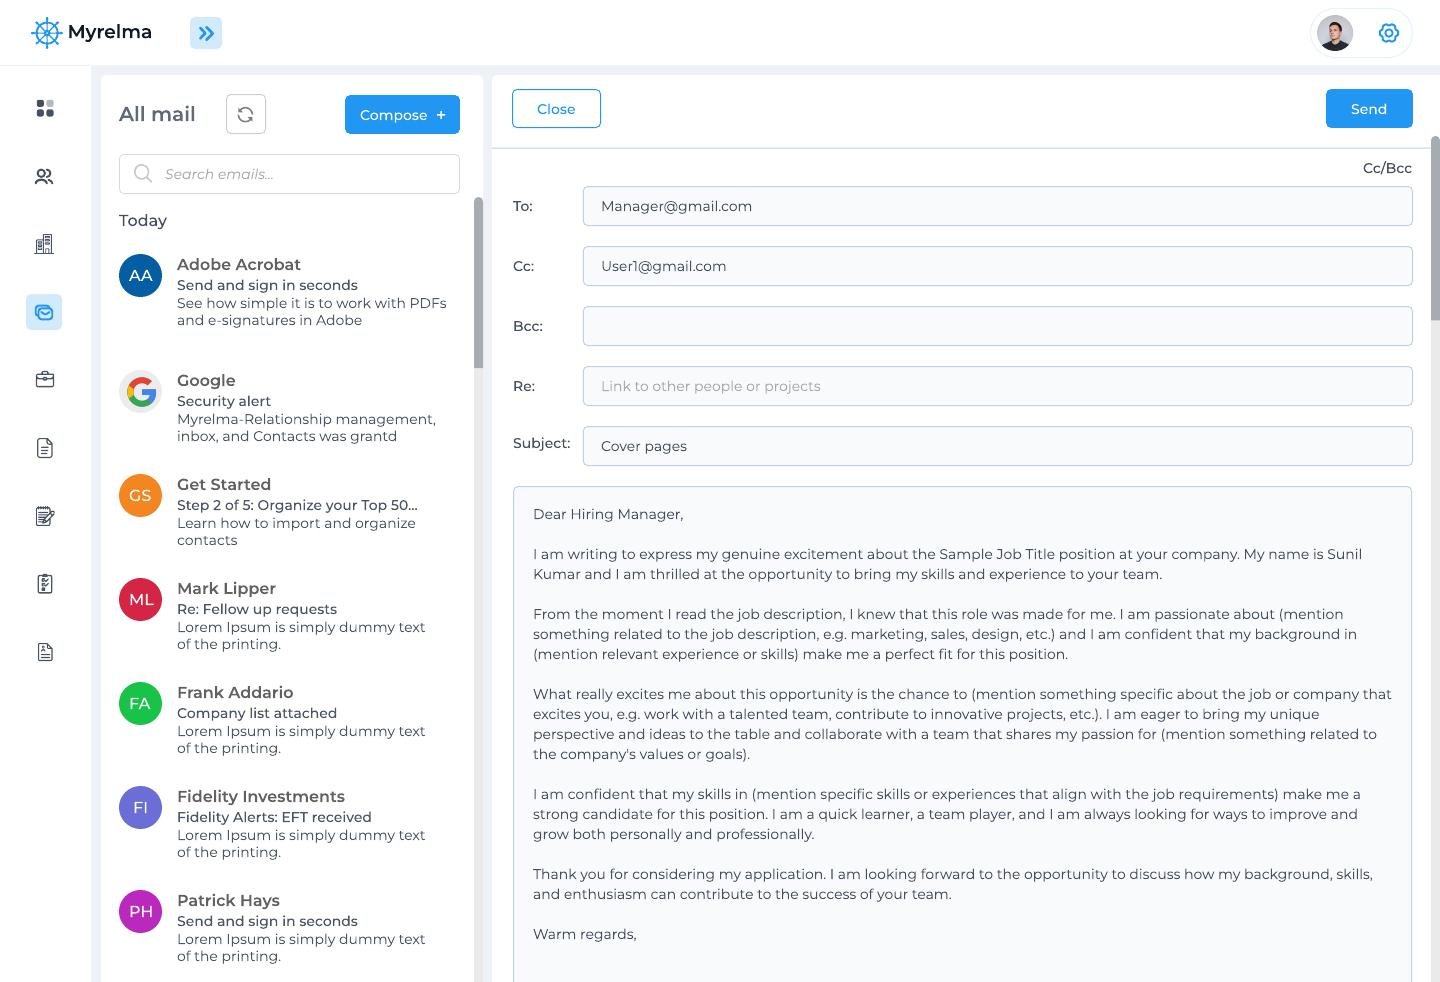 Myrelma
All mail
Compose +
Search emails...
Today
AA
Adobe Acrobat
Send and sign in seconds
See how simple it is to work with PDFs
and e-signatures in Adobe
Google
Security alert
Myrelma-Relationship management,
inbox, and Contacts was grantd
GS
Get Started
Step 2 of 5: Organize your Top 50...
Learn how to import and organize
contacts
ML
Mark Lipper
Re: Fellow up requests
Lorem Ipsum is simply dummy text
of the printing.
FA
Frank Addario
Company list attached
Lorem Ipsum is simply dummy text
of the printing.
FI
Fidelity Investments
Fidelity Alerts: EFT received
Lorem Ipsum is simply dummy text
of the printing.
PH
Patrick Hays
Send and sign in seconds
Lorem Ipsum is simply dummy text
of the printing.
Close
Send
Cc/Bcc
To: Manager@gmail.com
Cc: User1@gmail.com
Bcc:
Re: Link to other people or projects
Subject: Cover pages
Dear Hiring Manager,
I am writing to express my genuine excitement about the Sample Job Title position at your company. My name is Sunil
Kumar and I am thrilled at the opportunity to bring my skills and experience to your team.
From the moment I read the job description, I knew that this role was made for me. I am passionate about (mention
something related to the job description, e.g. marketing, sales, design, etc.) and I am confident that my background in
(mention relevant experience or skills) make me a perfect fit for this position.
What really excites me about this opportunity is the chance to (mention something specific about the job or company that
excites you, e.g. work with a talented team, contribute to innovative projects, etc.). I am eager to bring my unique
perspective and ideas to the table and collaborate with a team that shares my passion for (mention something related to
the company's values or goals).
I am confident that my skills in (mention specific skills or experiences that align with the job requirements) make me a
strong candidate for this position. I am a quick learner, a team player, and I am always looking for ways to improve and
grow both personally and professionally.
Thank you for considering my application. I am looking forward to the opportunity to discuss how my background, skills,
and enthusiasm can contribute to the success of your team.
Warm regards,